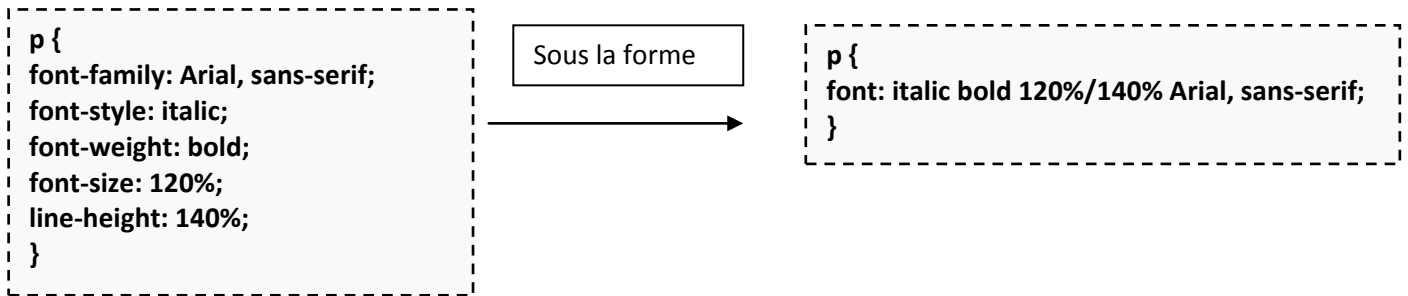 p {
font-family: Arial, sans-serif;
font-style: italic;
font-weight: bold;
font-size: 120%;
line-height: 140%;
}
Sous la forme
p {
font: italic bold 120%/140% Arial, sans-serif;
}